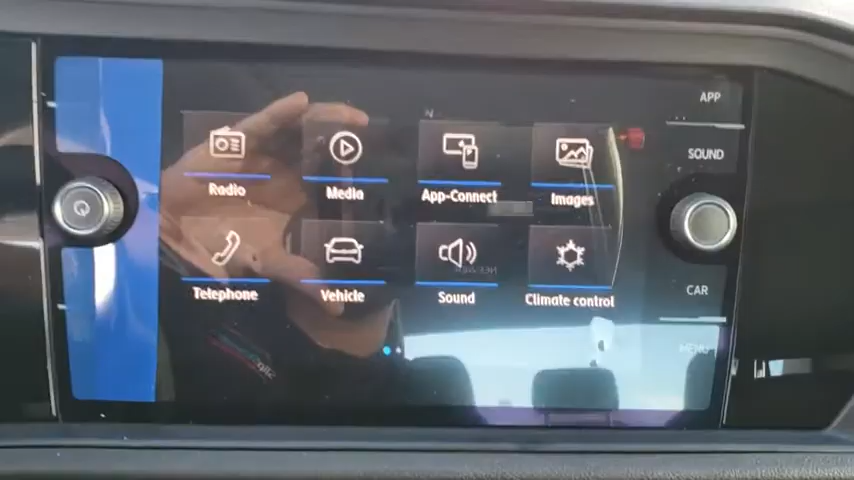 APP
SOUND
Radio
Media
App-Connect
Images
Telephone
Vehicle
Sound
Climate control
CAR
MENU